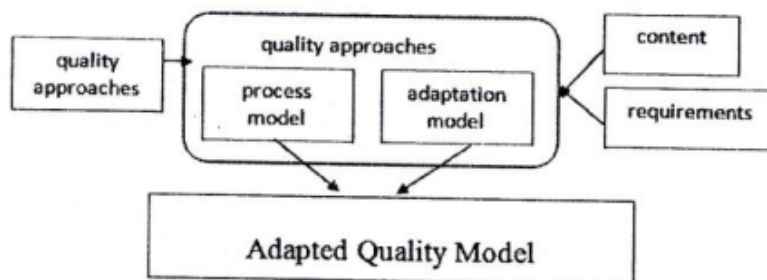 quality
approaches
quality approaches
process
model
adaptation
model
content
requirements
Adapted Quality Model